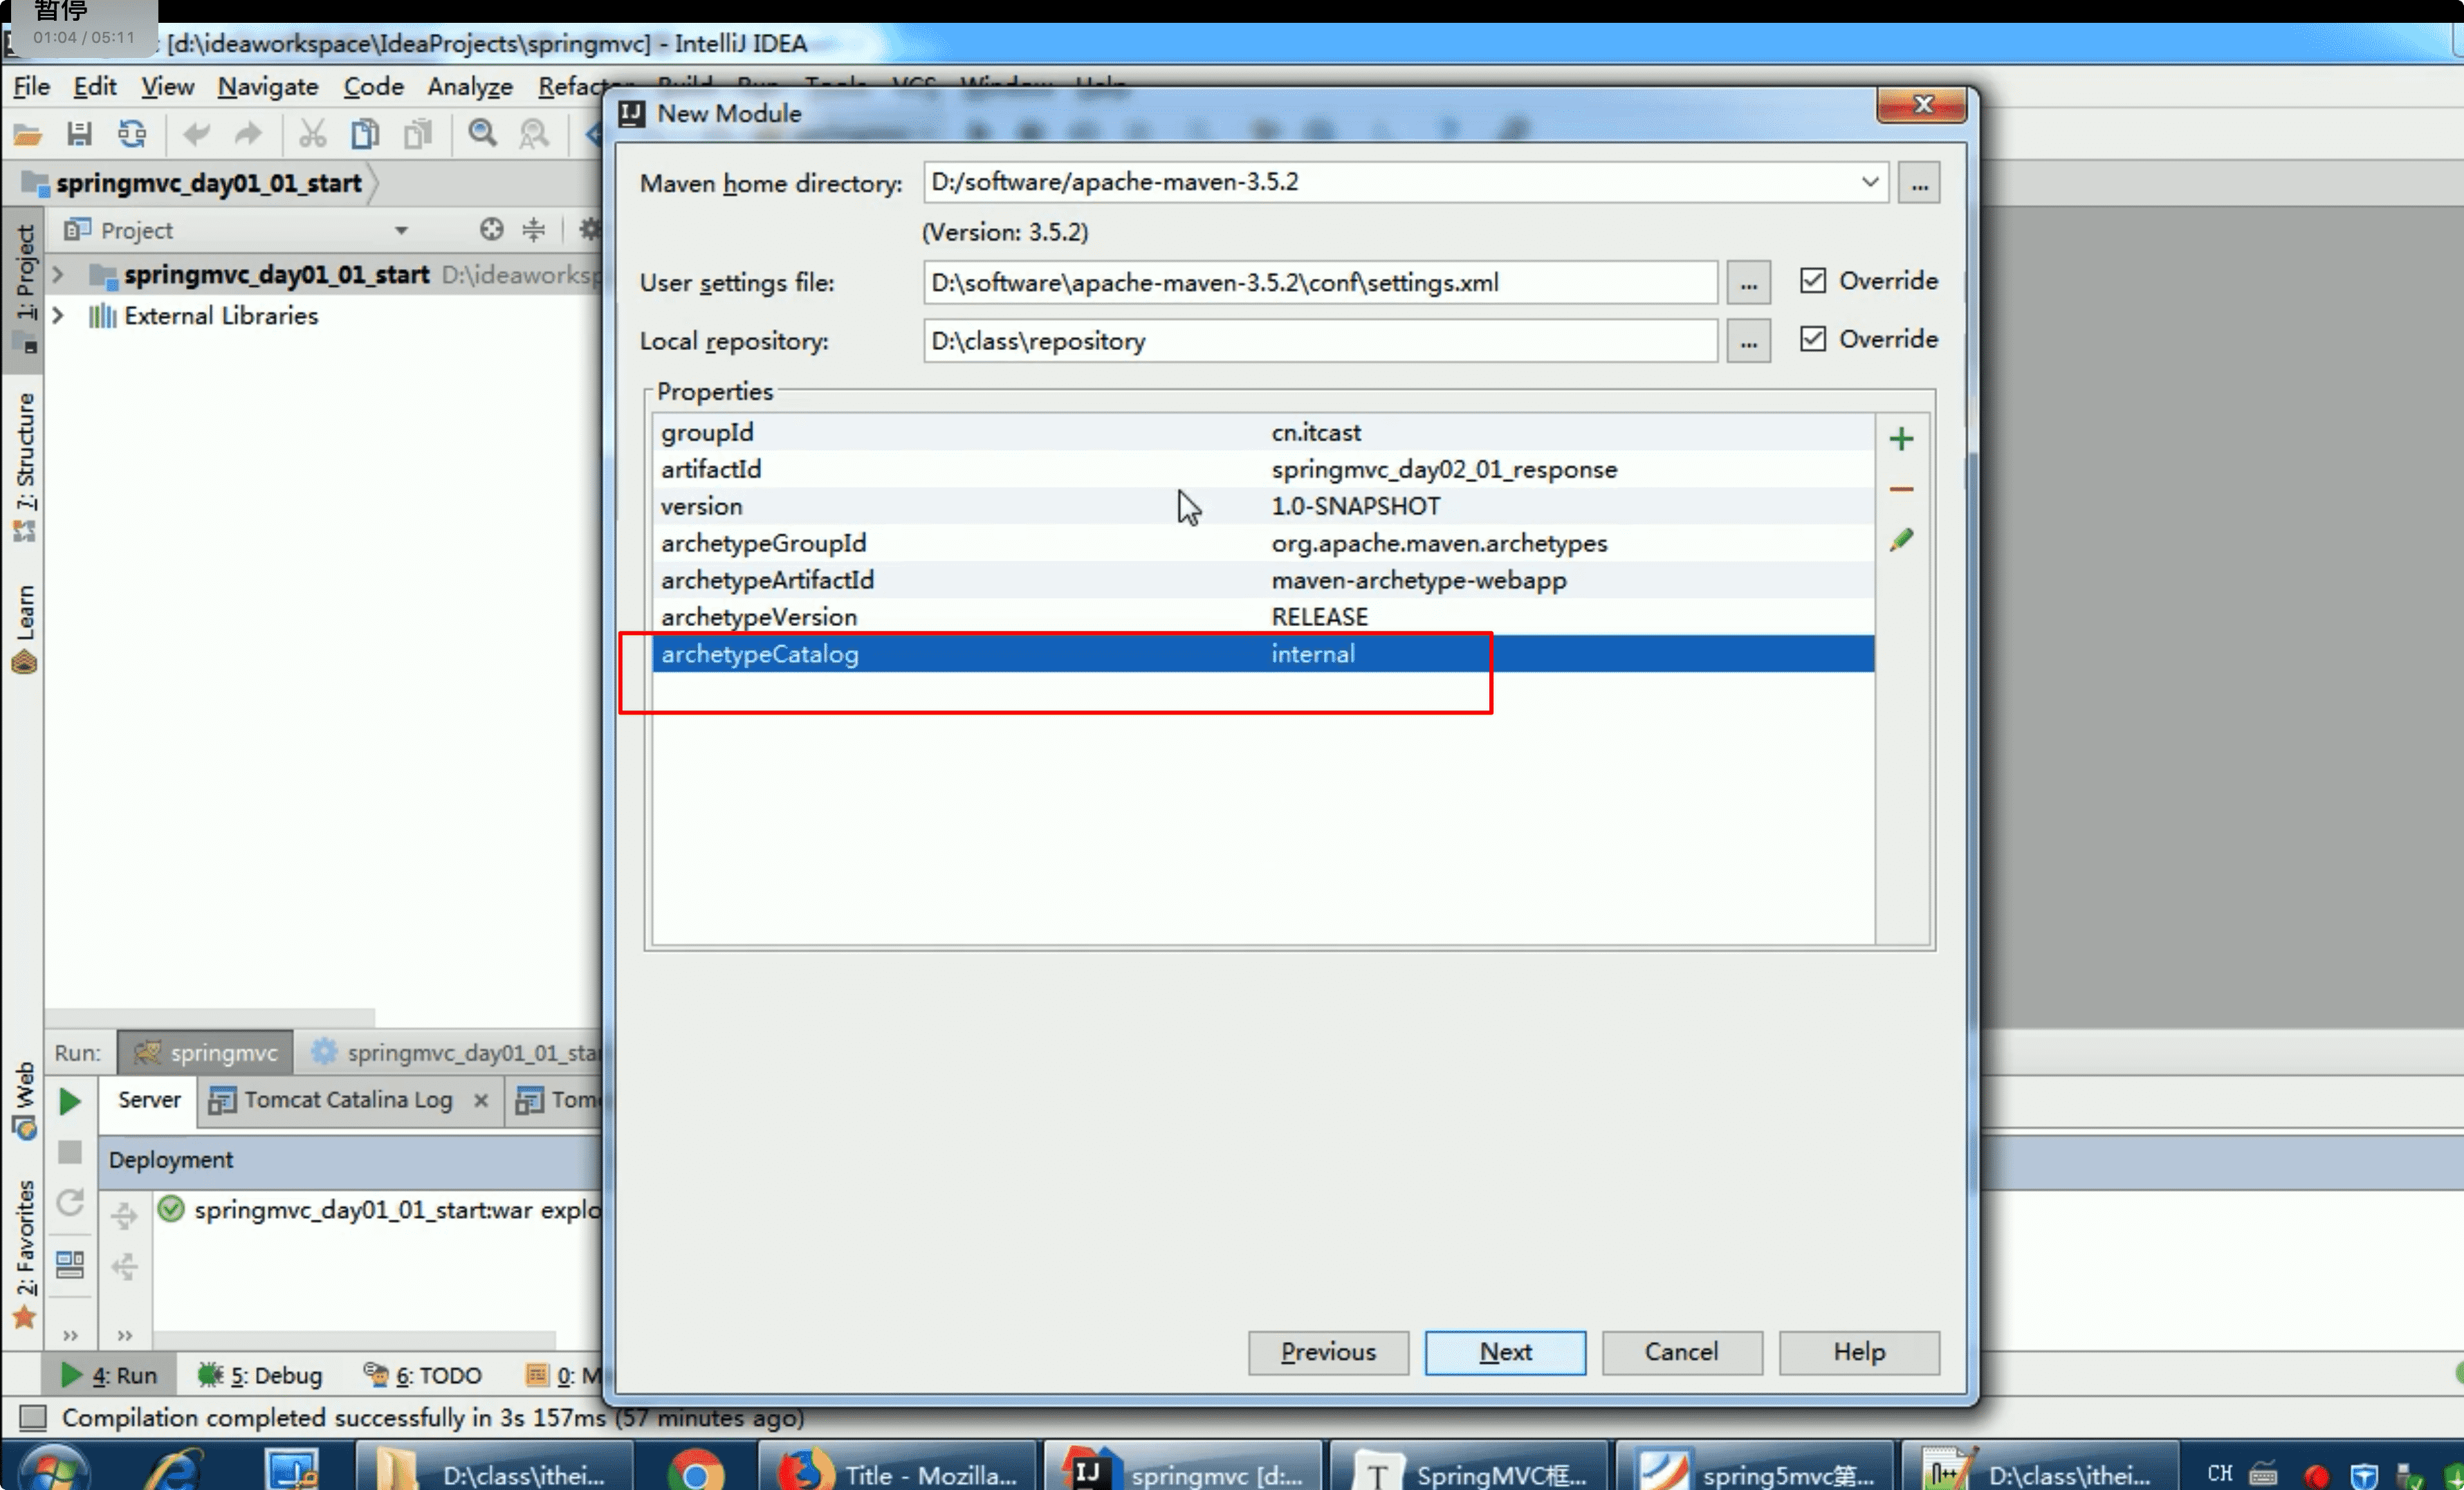 暂停
01:04 / 05:11
[d:\ideaworkspace\IdeaProjects\springmvc] - IntelliJ IDEA
File Edit View Navigate Code Analyze Refactor Build Run Tools VCS Window Help
New Module
springmvc_day01_01_start
Maven home directory: D:/software/apache-maven-3.5.2 ...
(Version: 3.5.2)
1: Project
Project
springmvc_day01_01_start D:\ideaworksp
External Libraries
User settings file: D:\software\apache-maven-3.5.2\conf\settings.xml ... Override
Local repository: D:\class\repository ... Override
Properties
groupId cn.itcast
artifactId springmvc_day02_01_response
version 1.0-SNAPSHOT
archetypeGroupId org.apache.maven.archetypes
archetypeArtifactId maven-archetype-webapp
archetypeVersion RELEASE
archetypeCatalog internal
7: Structure
Learn
Web
2: Favorites
Run: springmvc springmvc_day01_01_sta
Server Tomcat Catalina Log Tom
Deployment
springmvc_day01_01_start:war explo
Previous Next Cancel Help
4: Run 5: Debug 6: TODO 0: M
Compilation completed successfully in 3s 157ms (57 minutes ago)
D:\class\ithei... Title - Mozilla... springmvc [d:... SpringMVC框... spring5mvc第... D:\class\ithei... CH